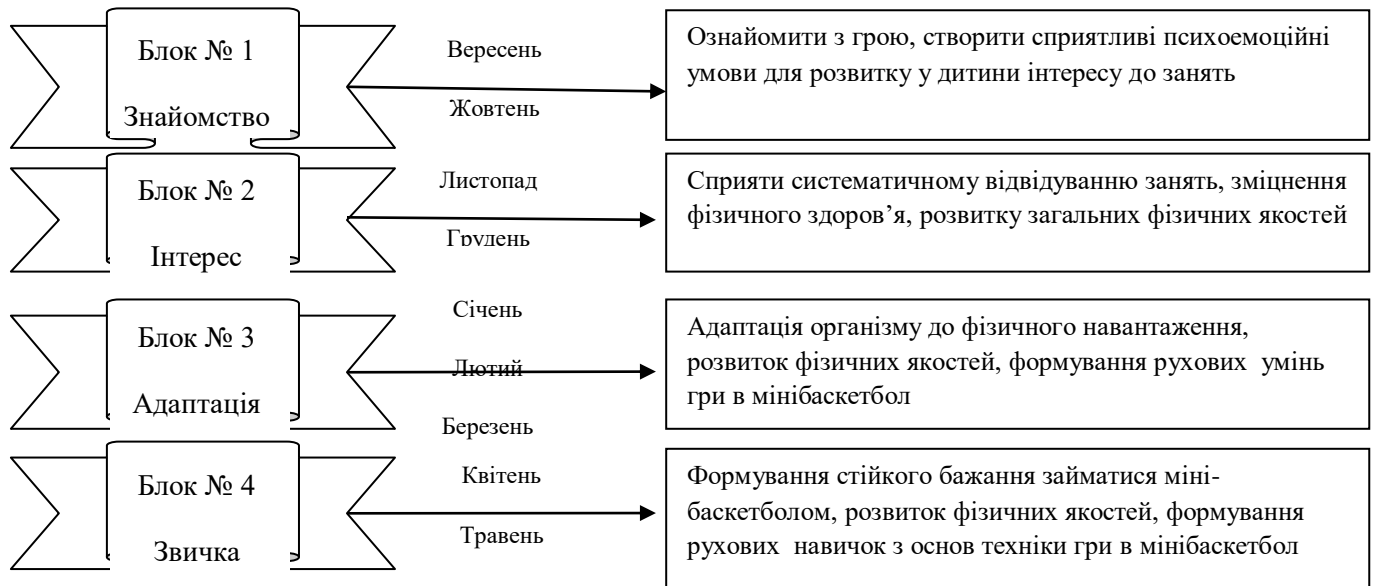 Блок № 1
Знайомство
Вересень
Жовтень
Ознайомити з грою, створити сприятливі психоемоційні
умови для розвитку у дитини інтересу до занять
Блок № 2
Інтерес
Листопад
Грудень
Сприяти систематичному відвідуванню занять, зміцнення
фізичного здоров’я, розвитку загальних фізичних якостей
Блок № 3
Адаптація
Січень
Лютий
Березень
Адаптація організму до фізичного навантаження,
розвиток фізичних якостей, формування рухових умінь
гри в мінібаскетбол
Блок № 4
Звичка
Квітень
Травень
Формування стійкого бажання займатися міні-
баскетболом, розвиток фізичних якостей, формування
рухових навичок з основ техніки гри в мінібаскетбол